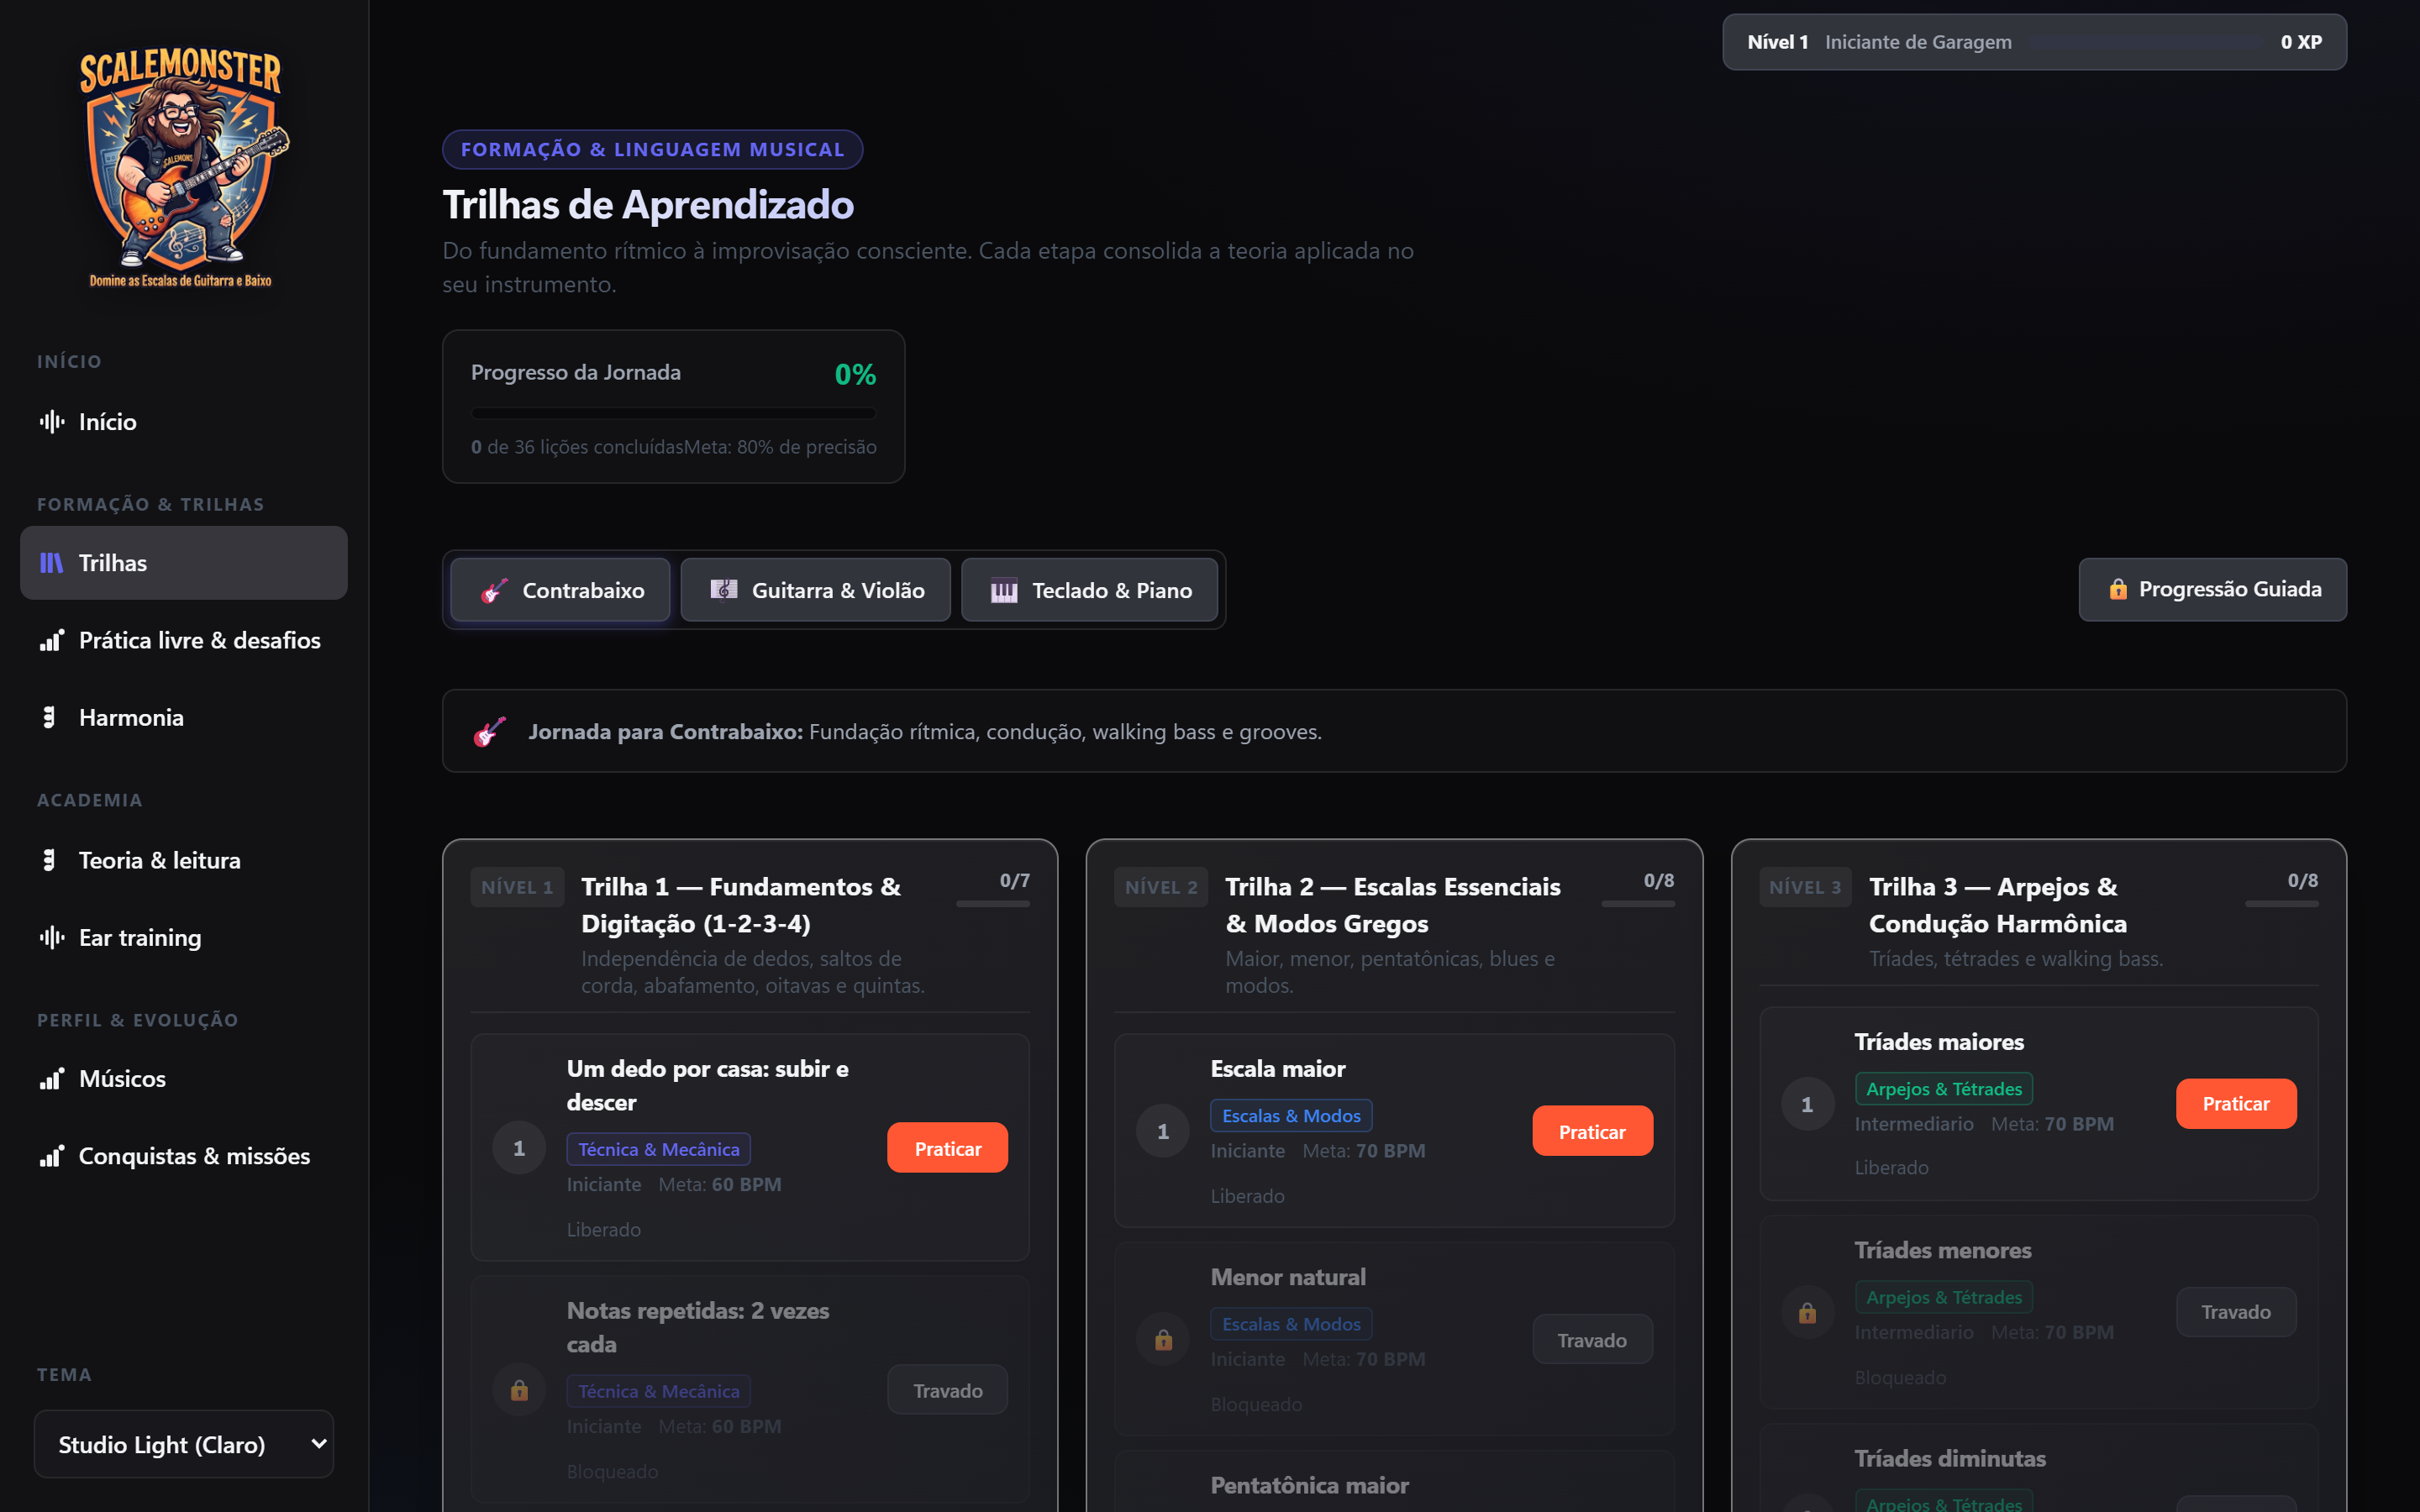 SCALEMONSTER
SCALEMONS
Domine as Escalas de Guitarra e Baixo
INÍCIO
Início
FORMAÇÃO & TRILHAS
Trilhas
Prática livre & desafios
Harmonia
ACADEMIA
Teoria & leitura
Ear training
PERFIL & EVOLUÇÃO
Músicos
Conquistas & missões
TEMA
Studio Light (Claro)
Nível 1 Iniciante de Garagem 0 XP
FORMAÇÃO & LINGUAGEM MUSICAL
Trilhas de Aprendizado
Do fundamento rítmico à improvisação consciente. Cada etapa consolida a teoria aplicada no
seu instrumento.
Progresso da Jornada 0%
0 de 36 lições concluídasMeta: 80% de precisão
Contrabaixo
Guitarra & Violão
Teclado & Piano
Progressão Guiada
Jornada para Contrabaixo: Fundação rítmica, condução, walking bass e grooves.
NÍVEL 1
Trilha 1 — Fundamentos &
Digitação (1-2-3-4)
0/7
Independência de dedos, saltos de
corda, abafamento, oitavas e quintas.
1
Um dedo por casa: subir e
descer
Técnica & Mecânica
Iniciante Meta: 60 BPM
Liberado
Praticar
Notas repetidas: 2 vezes
cada
Técnica & Mecânica
Iniciante Meta: 60 BPM
Bloqueado
Travado
NÍVEL 2
Trilha 2 — Escalas Essenciais
& Modos Gregos
0/8
Maior, menor, pentatônicas, blues e
modos.
1
Escala maior
Escalas & Modos
Iniciante Meta: 70 BPM
Liberado
Praticar
Menor natural
Escalas & Modos
Iniciante Meta: 70 BPM
Bloqueado
Travado
Pentatônica maior
NÍVEL 3
Trilha 3 — Arpejos &
Condução Harmônica
0/8
Tríades, tétrades e walking bass.
1
Tríades maiores
Arpejos & Tétrades
Intermediario Meta: 70 BPM
Liberado
Praticar
Tríades menores
Arpejos & Tétrades
Intermediario Meta: 70 BPM
Bloqueado
Travado
Tríades diminutas
Arpejos & Tétrades